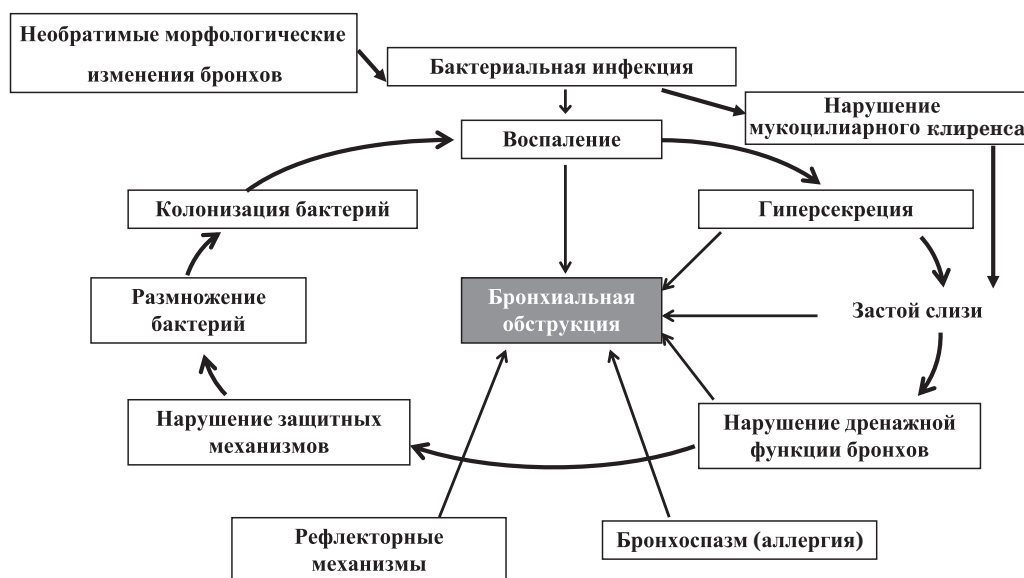 Необратимые морфологические
изменения бронхов
Бактериальная инфекция
Нарушение
мукоцилиарного клиренса
Воспаление
Колонизация бактерий
Гиперсекреция
Размножение
бактерий
Бронхиальная
обструкция
Застой слизи
Нарушение защитных
механизмов
Нарушение дренажной
функции бронхов
Рефлекторные
механизмы
Бронхоспазм (аллергия)